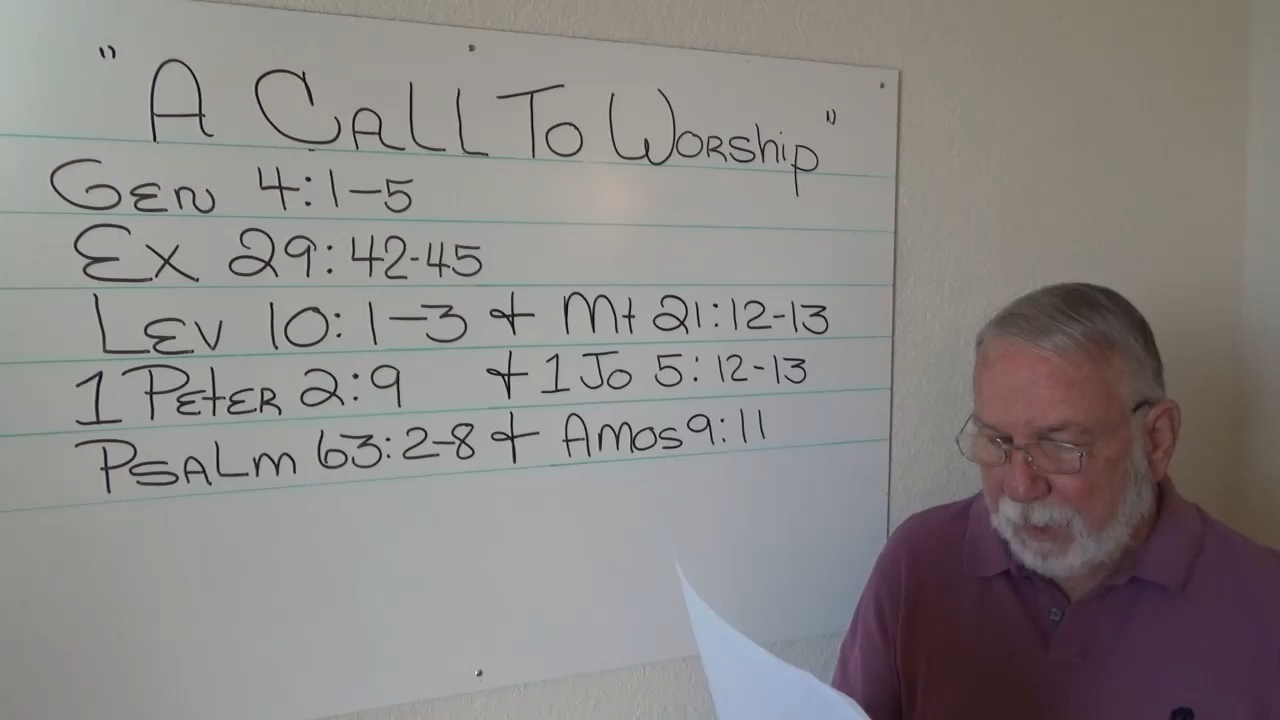 "A Call To Worship"
Gen 4:1-5
Ex 29:42-45
Lev 10:1-3 & Mt 21:12-13
1 Peter 2:9 & 1 Jo 5:12-13
Psalm 63:2-8 & Amos 9:11